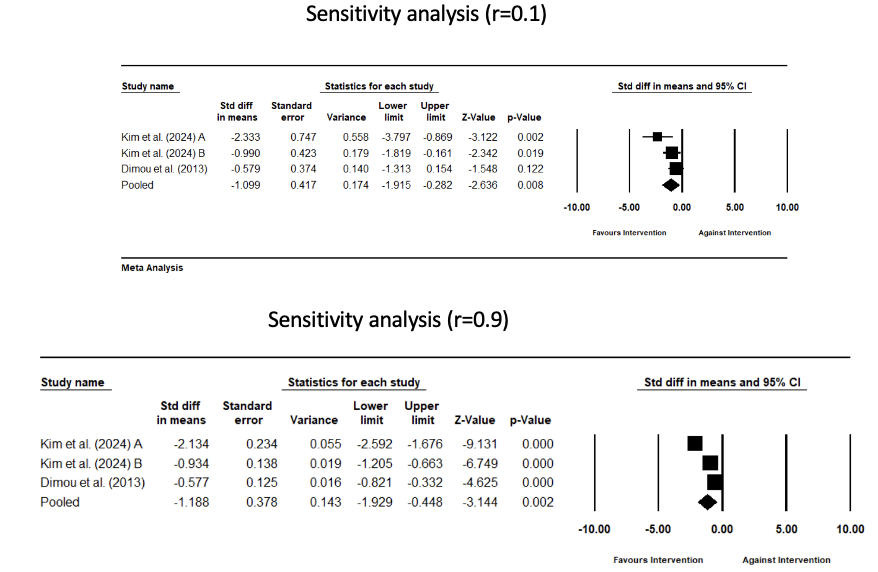 Sensitivity analysis (r=0.1)
Study name Statistics for each study Std diff in means and 95% CI
Std diff Standard Lower Upper
in means error Variance limit limit Z-Value p-Value
Kim et al. (2024) A -2.333 0.747 0.558 -3.797 -0.869 -3.122 0.002
Kim et al. (2024) B -0.990 0.423 0.179 -1.819 -0.161 -2.342 0.019
Dimou et al. (2013) -0.579 0.374 0.140 -1.313 0.154 -1.548 0.122
Pooled -1.099 0.417 0.174 -1.915 -0.282 -2.636 0.008
-10.00 -5.00 0.00 5.00 10.00
Favours Intervention Against Intervention
Meta Analysis
Sensitivity analysis (r=0.9)
Study name Statistics for each study Std diff in means and 95% CI
Std diff Standard Lower Upper
in means error Variance limit limit Z-Value p-Value
Kim et al. (2024) A -2.134 0.234 0.055 -2.592 -1.676 -9.131 0.000
Kim et al. (2024) B -0.934 0.138 0.019 -1.205 -0.663 -6.749 0.000
Dimou et al. (2013) -0.577 0.125 0.016 -0.821 -0.332 -4.625 0.000
Pooled -1.188 0.378 0.143 -1.929 -0.448 -3.144 0.002
-10.00 -5.00 0.00 5.00 10.00
Favours Intervention Against Intervention